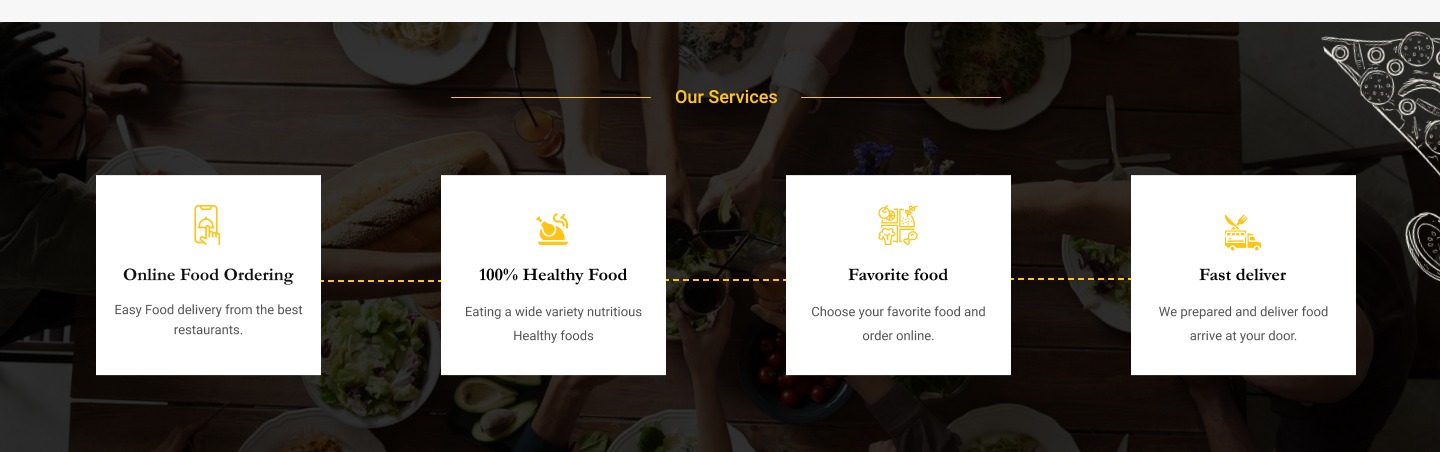 Our Services
Online Food Ordering
Easy Food delivery from the best
restaurants.
100% Healthy Food
Eating a wide variety nutritious
Healthy foods
Favorite food
Choose your favorite food and
order online.
Fast deliver
We prepared and deliver food
arrive at your door.